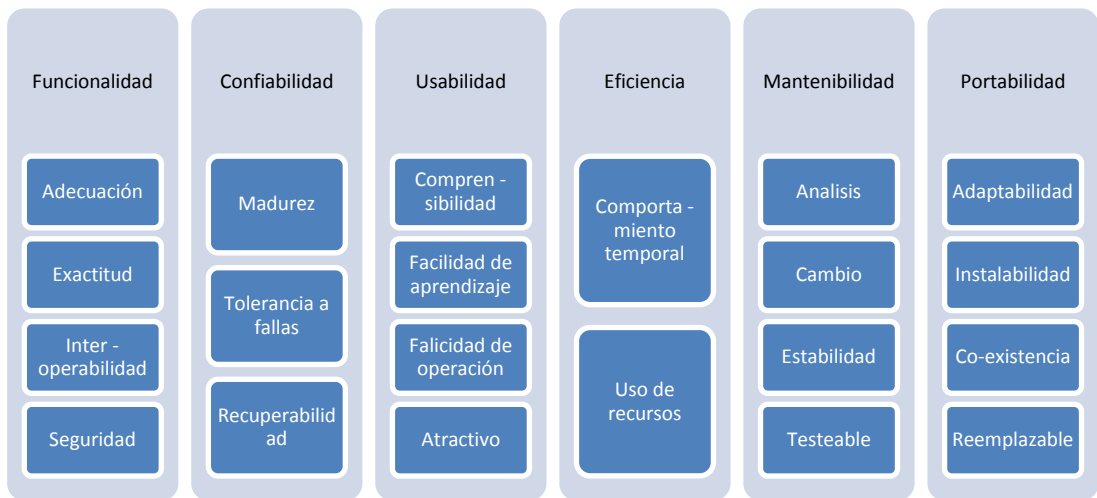 Funcionalidad
Adecuación
Exactitud
Inter -
operabilidad
Seguridad
Confiabilidad
Madurez
Tolerancia a
fallas
Recuperabilid
ad
Usabilidad
Compren -
sibilidad
Facilidad de
aprendizaje
Falicidad de
operación
Atractivo
Eficiencia
Comporta -
miento
temporal
Uso de
recursos
Mantenibilidad
Analisis
Cambio
Estabilidad
Testeable
Portabilidad
Adaptabilidad
Instalabilidad
Co-existencia
Reemplazable